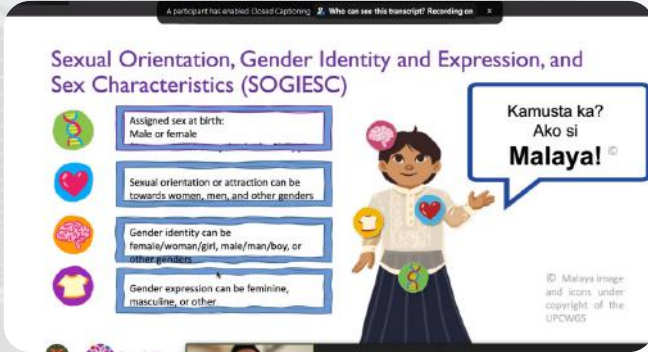 A participant has enabled Closed Captioning Who can see this transcript? Recording on
Sexual Orientation, Gender Identity and Expression, and
Sex Characteristics (SOGIESC)
Assigned sex at birth:
Male or female
Sexual orientation or attraction can be
towards women, men, and other genders
Gender identity can be
female/woman/girl, male/man/boy, or
other genders
Gender expression can be feminine,
masculine, or other
Kamusta ka?
Ako si
Malaya! ©
© Malaya image
and icons under
copyright of the
UPCWGS